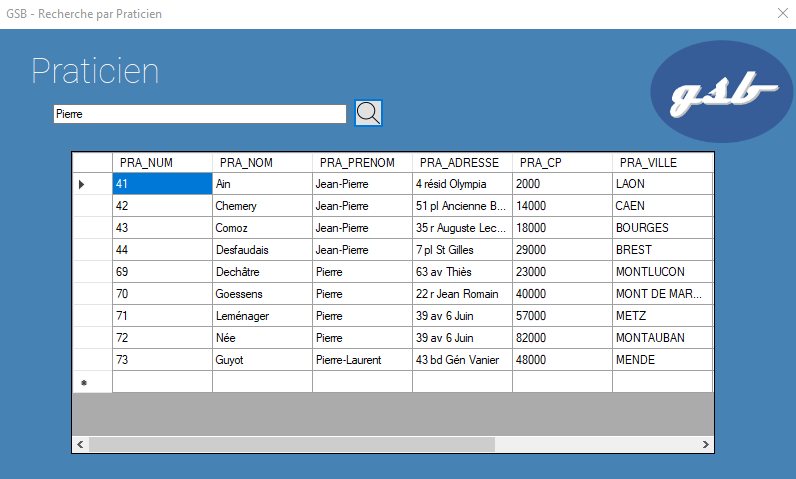 GSB - Recherche par Praticien
Praticien
gsb
Pierre
PRA_NUM PRA_NOM PRA_PRENOM PRA_ADRESSE PRA_CP PRA_VILLE
41 Ain Jean-Pierre 4 résid Olympia 2000 LAON
42 Chemery Jean-Pierre 51 pl Ancienne B... 14000 CAEN
43 Comoz Jean-Pierre 35 r Auguste Lec... 18000 BOURGES
44 Desfaudais Jean-Pierre 7 pl St Gilles 29000 BREST
69 Dechâtre Pierre 63 av Thiès 23000 MONTLUCON
70 Goessens Pierre 22 r Jean Romain 40000 MONT DE MAR...
71 Leménager Pierre 39 av 6 Juin 57000 METZ
72 Née Pierre 39 av 6 Juin 82000 MONTAUBAN
73 Guyot Pierre-Laurent 43 bd Gén Vanier 48000 MENDE